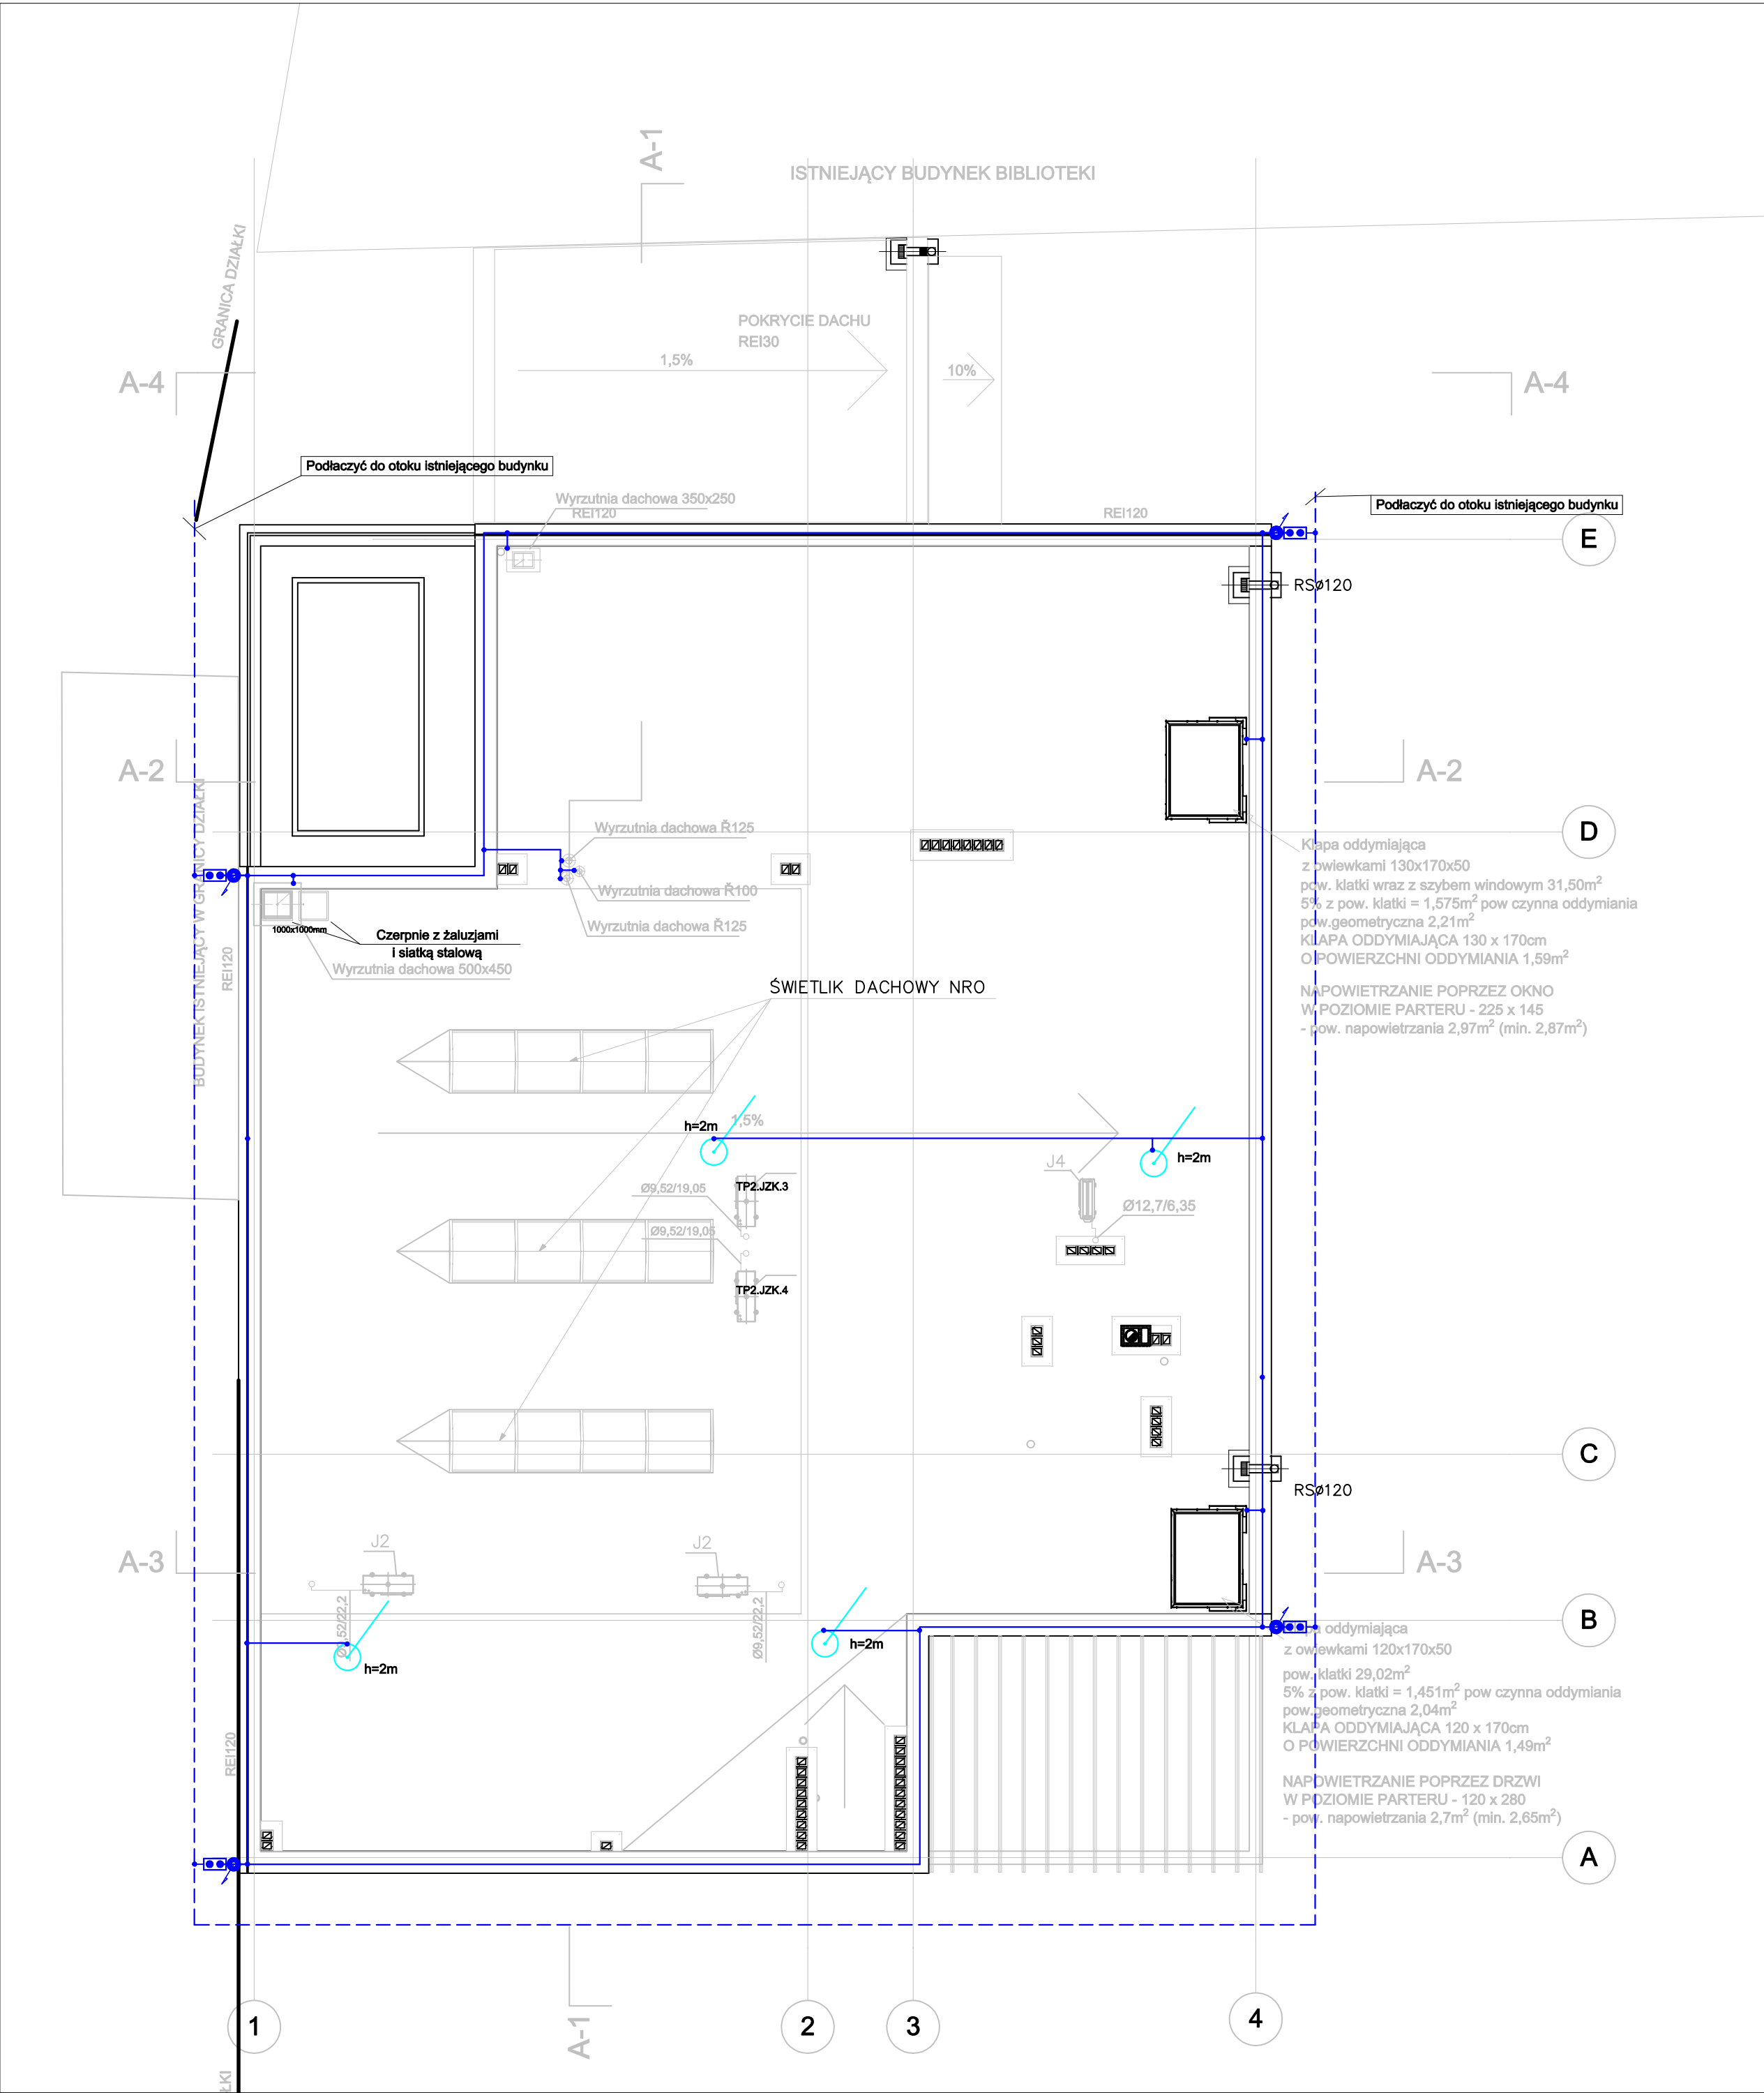 A-1
ISTNIEJĄCY BUDYNEK BIBLIOTEKI
GRANICA DZIAŁKI
POKRYCIE DACHU
REI30
1,5%
10%
A-4
A-4
Podłaczyć do otoku istniejącego budynku
Wyrzutnia dachowa 350x250
REI120
REI120
Podłaczyć do otoku istniejącego budynku
E
RSø120
A-2
A-2
BUDYNEK ISTNIEJĄCY W GRANICY DZIAŁKI
Wyrzutnia dachowa Ř125
D
Klapa oddymiająca
z owiewkami 130x170x50
pow. klatki wraz z szybem windowym 31,50m²
5% z pow. klatki = 1,575m² pow czynna oddymiania
pow.geometryczna 2,21m²
KLAPA ODDYMIAJĄCA 130 x 170cm
O POWIERZCHNI ODDYMIANIA 1,59m²
NAPOWIETRZANIE POPRZEZ OKNO
W POZIOMIE PARTERU - 225 x 145
- pow. napowietrzania 2,97m² (min. 2,87m²)
Wyrzutnia dachowa Ř100
Wyrzutnia dachowa Ř125
1000x1000mm
Czerpnie z żaluzjami
i siatką stalową
Wyrzutnia dachowa 500x450
REI120
ŚWIETLIK DACHOWY NRO
h=2m
1,5%
h=2m
J4
Ø9,52/19,05
TP2.JZK.3
Ø12,7/6,35
Ø9,52/19,05
TP2.JZK.4
C
RSø120
J2
J2
A-3
A-3
Ø9,52/22,2
Ø9,52/22,2
h=2m
h=2m
B
oddymiająca
z owiewkami 120x170x50
pow. klatki 29,02m²
5% z pow. klatki = 1,451m² pow czynna oddymiania
pow.geometryczna 2,04m²
KLAPA ODDYMIAJĄCA 120 x 170cm
O POWIERZCHNI ODDYMIANIA 1,49m²
NAPOWIETRZANIE POPRZEZ DRZWI
W POZIOMIE PARTERU - 120 x 280
- pow. napowietrzania 2,7m² (min. 2,65m²)
REI120
A
1
2
3
4
A-1